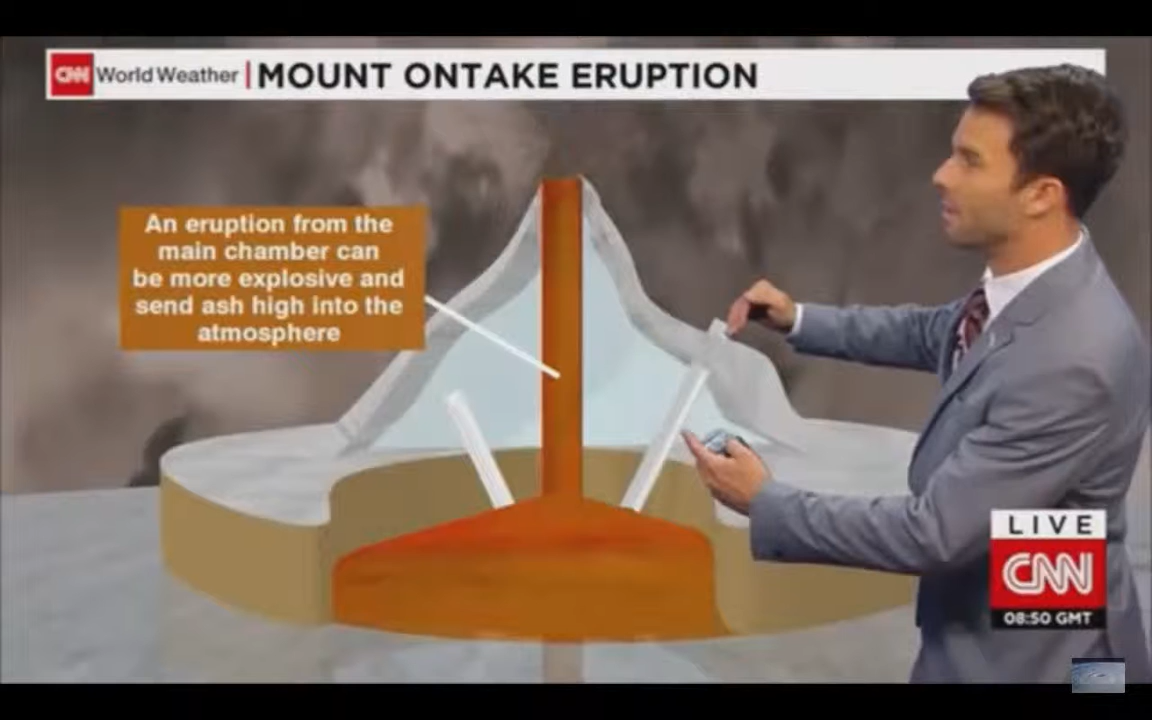 CNN World Weather | MOUNT ONTAKE ERUPTION
An eruption from the
main chamber can
be more explosive and
send ash high into the
atmosphere
LIVE
CNN
08:50 GMT